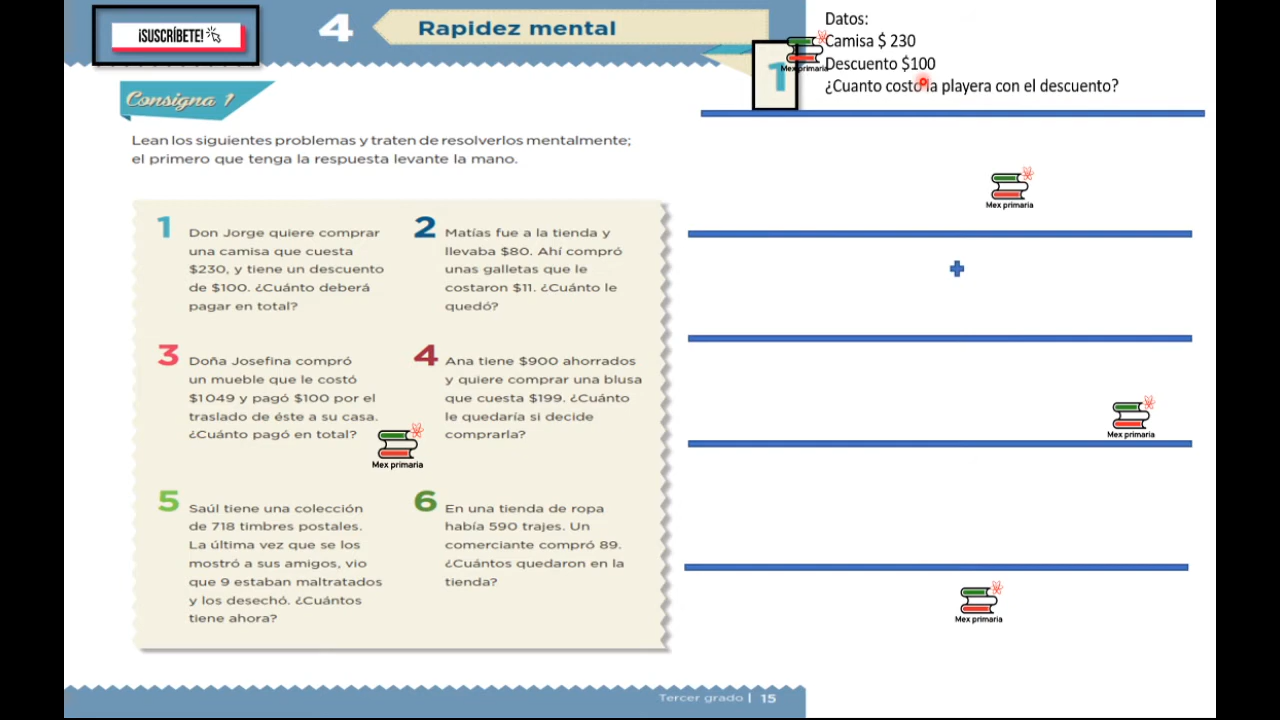 ¡SUSCRÍBETE!
4
Rapidez mental
Consigna 1
Lean los siguientes problemas y traten de resolverlos mentalmente;
el primero que tenga la respuesta levante la mano.
1
Don Jorge quiere comprar
una camisa que cuesta
$230, y tiene un descuento
de $100. ¿Cuánto deberá
pagar en total?
2
Matías fue a la tienda y
llevaba $80. Ahí compró
unas galletas que le
costaron $11. ¿Cuánto le
quedó?
3
Doña Josefina compró
un mueble que le costó
$1049 y pagó $100 por el
traslado de éste a su casa.
¿Cuánto pagó en total?
Mex primaria
4
Ana tiene $900 ahorrados
y quiere comprar una blusa
que cuesta $199. ¿Cuánto
le quedaría si decide
comprarla?
5
Saúl tiene una colección
de 718 timbres postales.
La última vez que se los
mostró a sus amigos, vio
que 9 estaban maltratados
y los desechó. ¿Cuántos
tiene ahora?
6
En una tienda de ropa
había 590 trajes. Un
comerciante compró 89.
¿Cuántos quedaron en la
tienda?
Tercer grado | 15
1
Mex primaria
Datos:
Camisa $ 230
Descuento $100
¿Cuanto costo la playera con el descuento?
Mex primaria
Mex primaria
Mex primaria